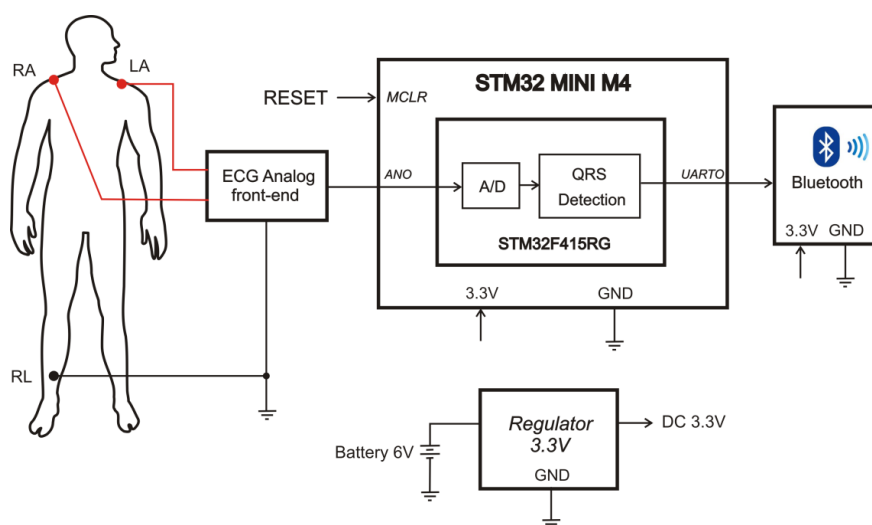 RA
LA
RL
ECG Analog
front-end
RESET
MCLR
STM32 MINI M4
ANO
A/D
QRS
Detection
UARTO
STM32F415RG
3.3V
GND
Bluetooth
3.3V
GND
Battery 6V
Regulator
3.3V
GND
DC 3.3V